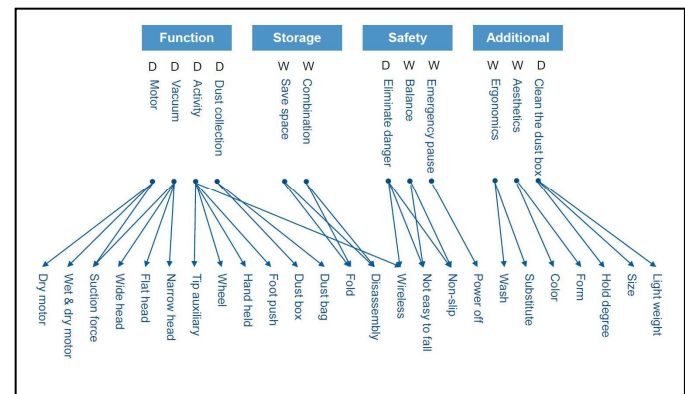 Function
Storage
Safety
Additional
D D D D W W D W W W W D
Motor
Vacuum
Activity
Dust collection
Save space
Combination
Eliminate danger
Balance
Emergency pause
Ergonomics
Aesthetics
Clean the dust box
Dry motor
Wet & dry motor
Suction force
Wide head
Flat head
Narrow head
Tip auxiliary
Wheel
Hand held
Foot push
Dust box
Dust bag
Fold
Disassembly
Wireless
Not easy to fall
Non-slip
Power off
Wash
Substitute
Color
Form
Hold degree
Size
Light weight